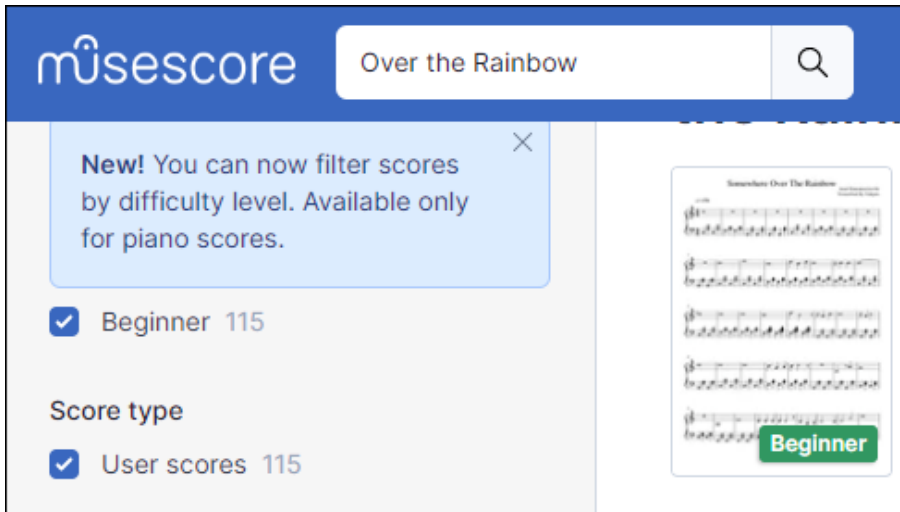 musescore
Over the Rainbow
New! You can now filter scores
by difficulty level. Available only
for piano scores.
Beginner 115
Score type
User scores 115
Somewhere Over The Rainbow
Beginner